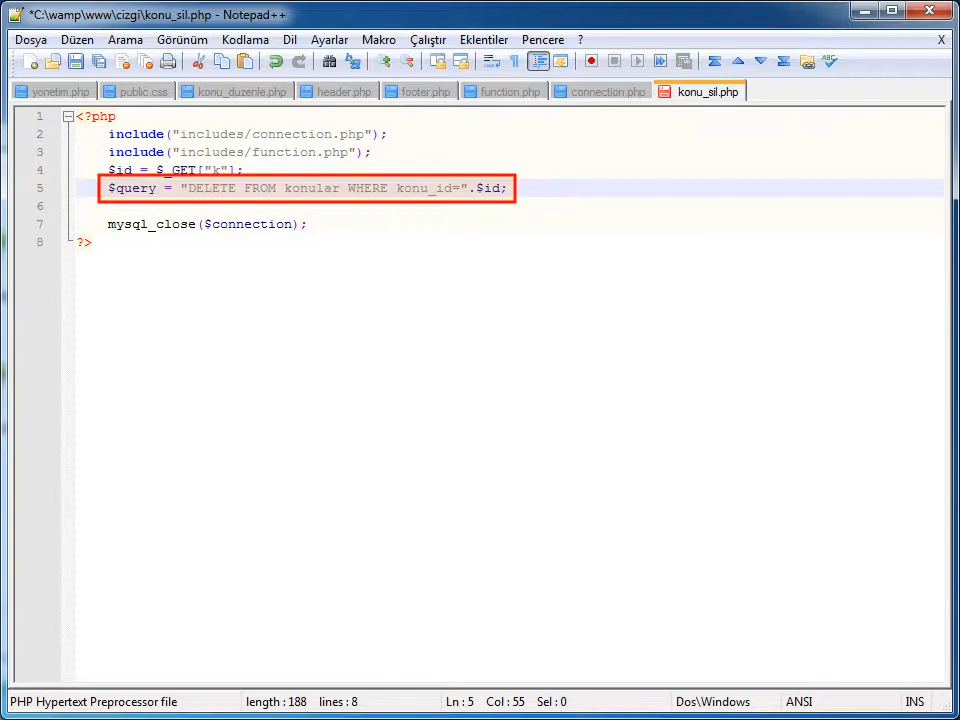 *C:\wamp\www\cizgi\konu_sil.php - Notepad++
Dosya Düzen Arama Görünüm Kodlama Dil Ayarlar Makro Çalıştır Eklentiler Pencere ? X
yonetim.php public.css konu_duzenle.php header.php footer.php function.php connection.php konu_sil.php
1 <?php
2 include("includes/connection.php");
3 include("includes/function.php");
4 $id = $_GET["k"];
5 $query = "DELETE FROM konular WHERE konu_id=".$id;
6
7 mysql_close($connection);
8 ?>
PHP Hypertext Preprocessor file length : 188 lines : 8 Ln : 5 Col : 55 Sel : 0 Dos\Windows ANSI INS